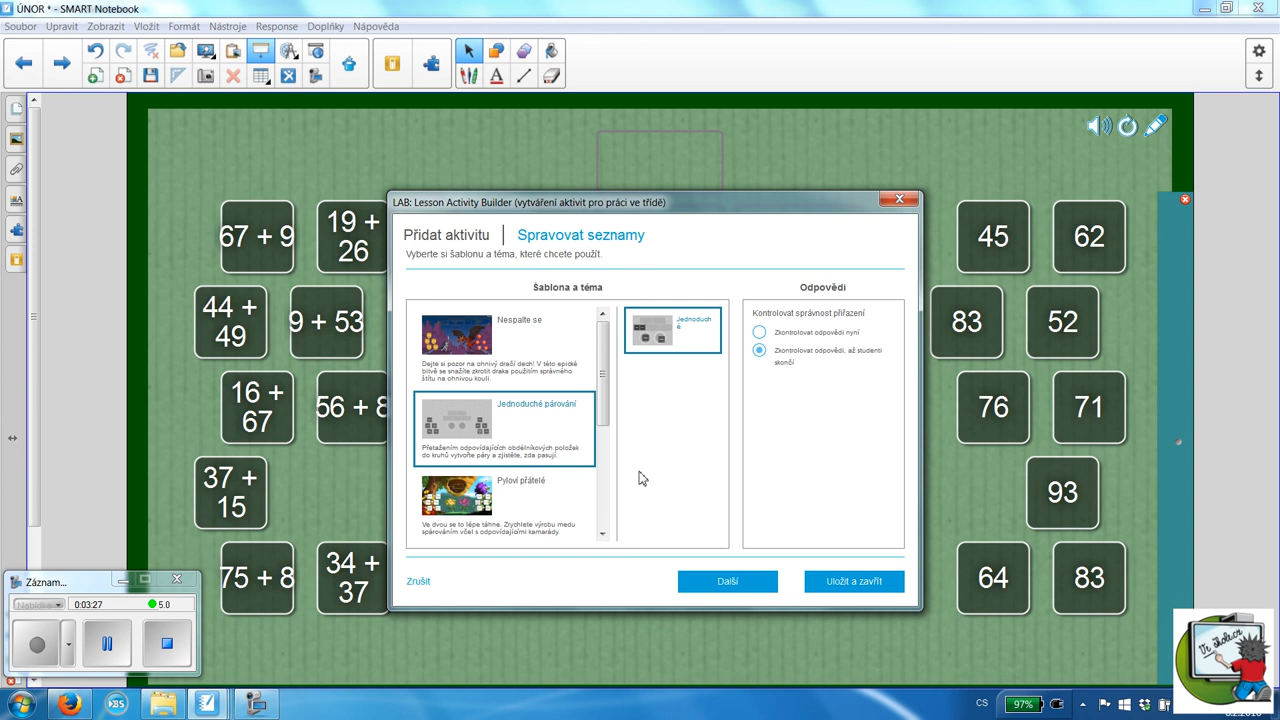 ÚNOR * - SMART Notebook
Soubor Upravit Zobrazit Vložit Formát Nástroje Response Doplňky Nápověda
LAB: Lesson Activity Builder (vytváření aktivit pro práci ve třídě)
Přidat aktivitu | Spravovat seznamy
Vyberte si šablonu a téma, které chcete použít.
Šablona a téma
Nespalte se
Dejte si pozor na ohnivý dračí dech! V této epické
bitvě se snažíte zkrotit draka použitím správného
štítu na ohnivou kouli.
Jednoduché párování
Přetažením odpovídajících obdélníkových položek
do kruhů vytvořte páry a zjistěte, zda pasují.
Pyloví přátelé
Ve dvou se to lépe táhne. Zrychlete výrobu medu
spárováním včel s odpovídajícími kamarády.
Jednoduch
é
Odpovědi
Kontrolovat správnost přiřazení
Zkontrolovat odpovědi nyní
Zkontrolovat odpovědi, až studenti
skončí
Zrušit
Další
Uložit a zavřít
67 + 9
19 +
26
44 +
49
9 + 53
16 +
67
56 + 8
37 +
15
75 + 8
34 +
37
45
62
83
52
76
71
93
64
83
Záznam...
Nabídka
0:03:27
5.0
Ve škole.cz
CS
97%